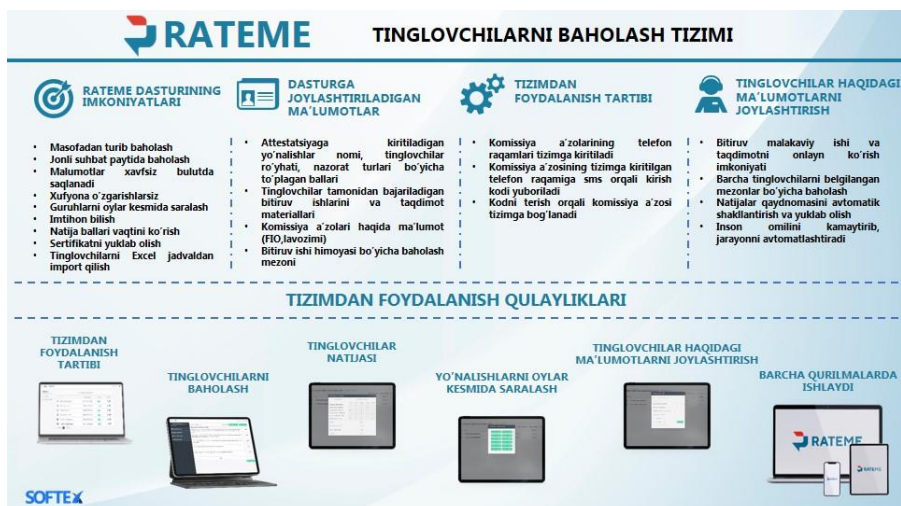 RATEME
TINGLOVCHILARNI BAHOLASH TIZIMI
RATEME DASTURINING
IMKONIYATLARI
• Masofadan turib baholash
• Jonli suhbat paytida baholash
• Malumotlar xavfsiz bulutda
saqlanadi
• Xufyona o´zgarishlarsiz
• Guruhlarni oylar kesmida saralash
• Imtihon bilish
• Natija ballari vaqtini ko´rish
• Sertifikatni yuklab olish
• Tinglovchilarni Excel jadvaldan
import qilish
DASTURGA
JOYLASHTIRILADIGAN
MA´LUMOTLAR
• Attestatsiyaga kiritiladigan
yo´nalishlar nomi, tinglovchilar
ro´yhati, nazorat turlari bo´yicha
to´plagan ballari
• Tinglovchilar tamonidan bajariladigan
bitiruv ishlarini va taqdimot
materiallari
• Komissiya a´zolari haqida ma´lumot
(FIO,lavozimi)
• Bitiruv ishi himoyasi bo´yicha baholash
mezoni
TIZIMDAN
FOYDALANISH TARTIBI
• Komissiya a´zolarining telefon
raqamlari tizimga kiritiladi
• Komissiya a´zosining tizimga kiritilgan
telefon raqamiga sms orqali kirish
kodi yuboriladi
• Kodni terish orqali komissiya a´zosi
tizimga bog´lanadi
TINGLOVCHILAR HAQIDAGI
MA´LUMOTLARNI
JOYLASHTIRISH
• Bitiruv malakaviy ishi va
taqdimotni onlayn ko´rish
imkoniyati
• Barcha tinglovchilarni belgilangan
mezonlar bo´yicha baholash
• Natijalar qaydnomasini avtomatik
shakllantirish va yuklab olish
• Inson omilini kamaytirib,
jarayonni avtomatlashtiradi
TIZIMDAN FOYDALANISH QULAYLIKLARI
TIZIMDAN
FOYDALANISH
TARTIBI
TINGLOVCHILARNI
BAHOLASH
TINGLOVCHILAR
NATIJASI
YO´NALISHLARNI OYLAR
KESMIDA SARALASH
TINGLOVCHILAR HAQIDAGI
MA´LUMOTLARNI JOYLASHTIRISH
BARCHA QURILMALARDA
ISHLAYDI
RATEME
RATEME
SOFTEX